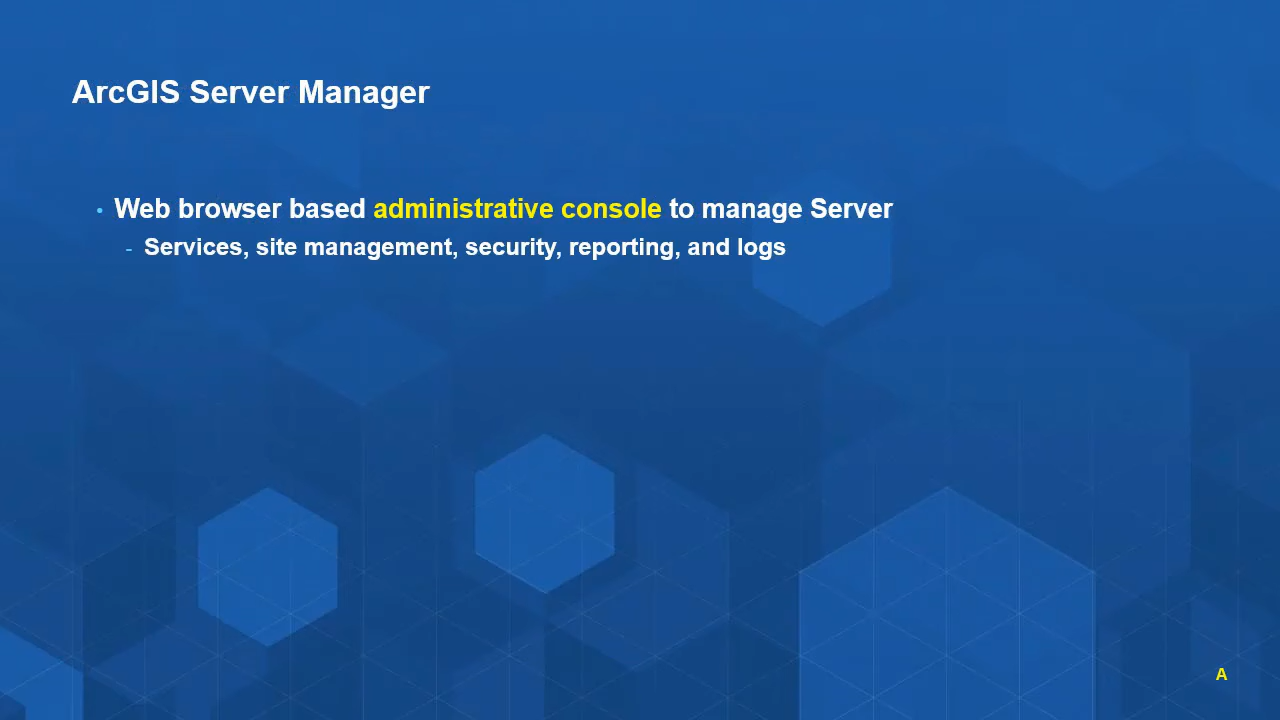 ArcGIS Server Manager
• Web browser based administrative console to manage Server
- Services, site management, security, reporting, and logs
A